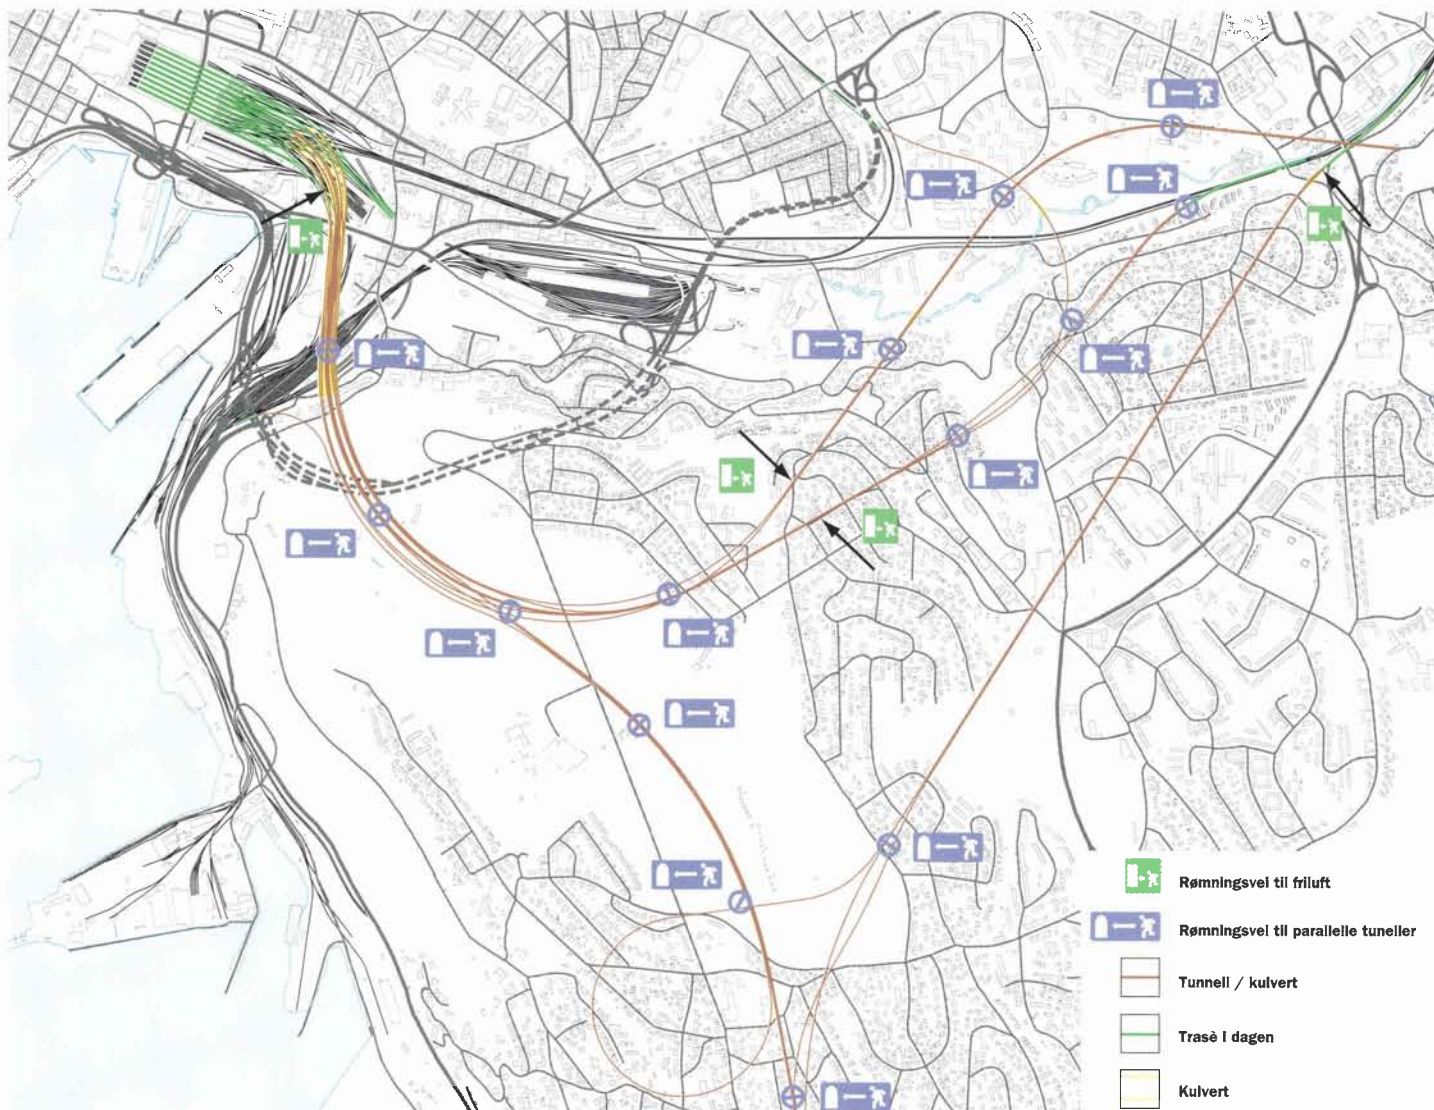 Rømningsvei til friluft
Rømningsvei til parallelle tuneller
Tunnell / kulvert
Trasè i dagen
Kulvert